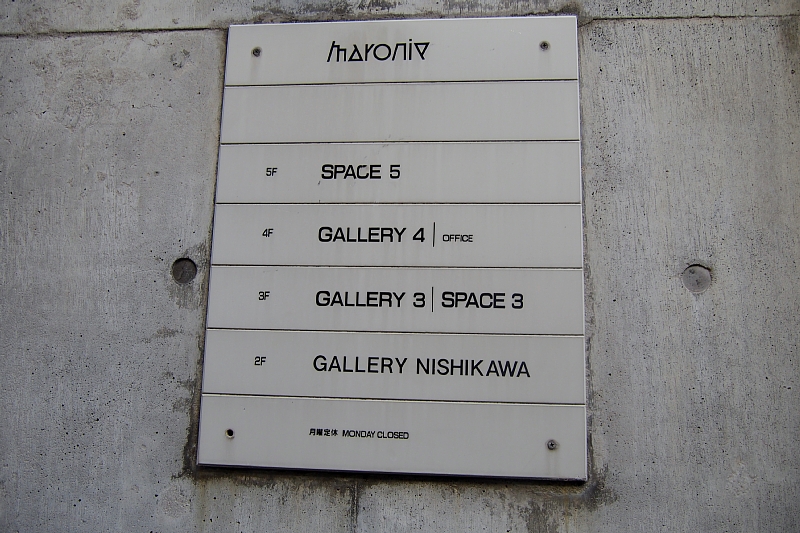 maronie
5F SPACE 5
4F GALLERY 4 | OFFICE
3F GALLERY 3 | SPACE 3
2F GALLERY NISHIKAWA
月曜定休 MONDAY CLOSED